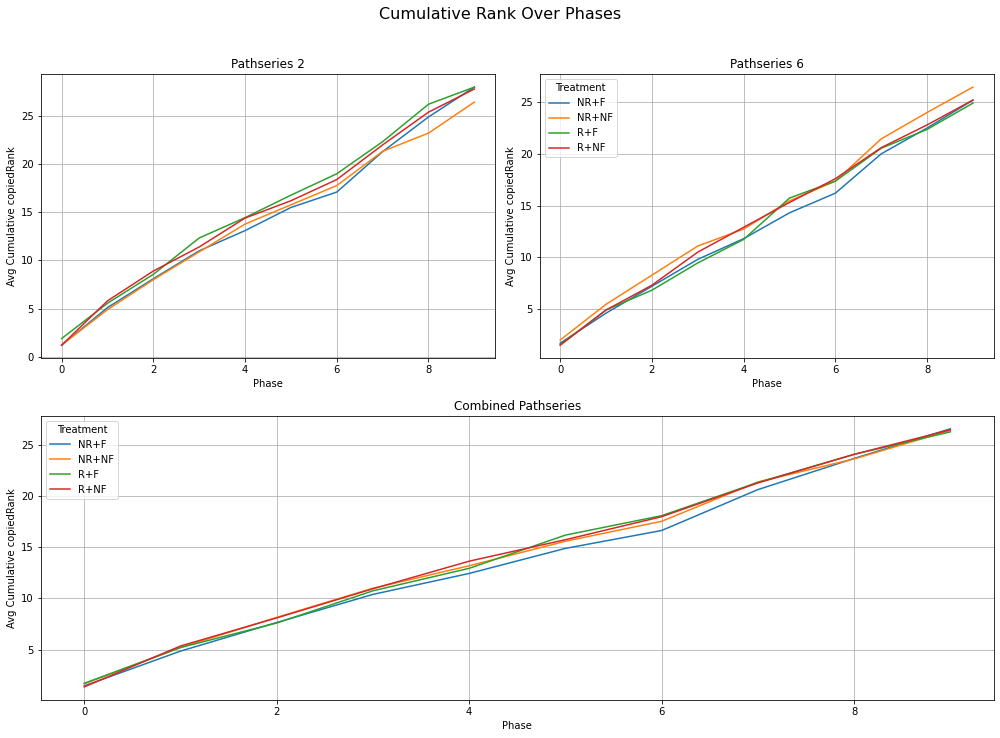 Cumulative Rank Over Phases
Pathseries 2
Avg Cumulative copiedRank
25
20
15
10
5
0
0 2 4 6 8
Phase
Pathseries 6
Avg Cumulative copiedRank
Treatment
NR+F
NR+NF
R+F
R+NF
25
20
15
10
5
0 2 4 6 8
Phase
Combined Pathseries
Avg Cumulative copiedRank
Treatment
NR+F
NR+NF
R+F
R+NF
25
20
15
10
5
0 2 4 6 8
Phase